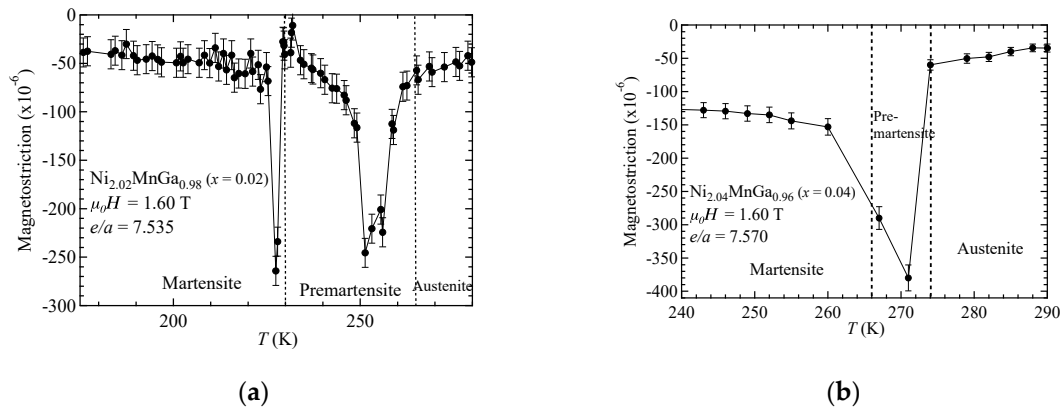 0
-50
-100
-150
-200
-250
-300
Magnetostriction (x10⁻⁶)
Ni₂.₀₂MnGa₀.₉₈ (x = 0.02)
μ₀H = 1.60 T
e/a = 7.535
Martensite
Premartensite
Austenite
200
250
T (K)
(a)
0
-50
-100
-150
-200
-250
-300
-350
-400
Magnetostriction (x10⁻⁶)
Pre-
martensite
Ni₂.₀₄MnGa₀.₉₆ (x = 0.04)
μ₀H = 1.60 T
e/a = 7.570
Martensite
Austenite
240
250
260
270
280
290
T (K)
(b)